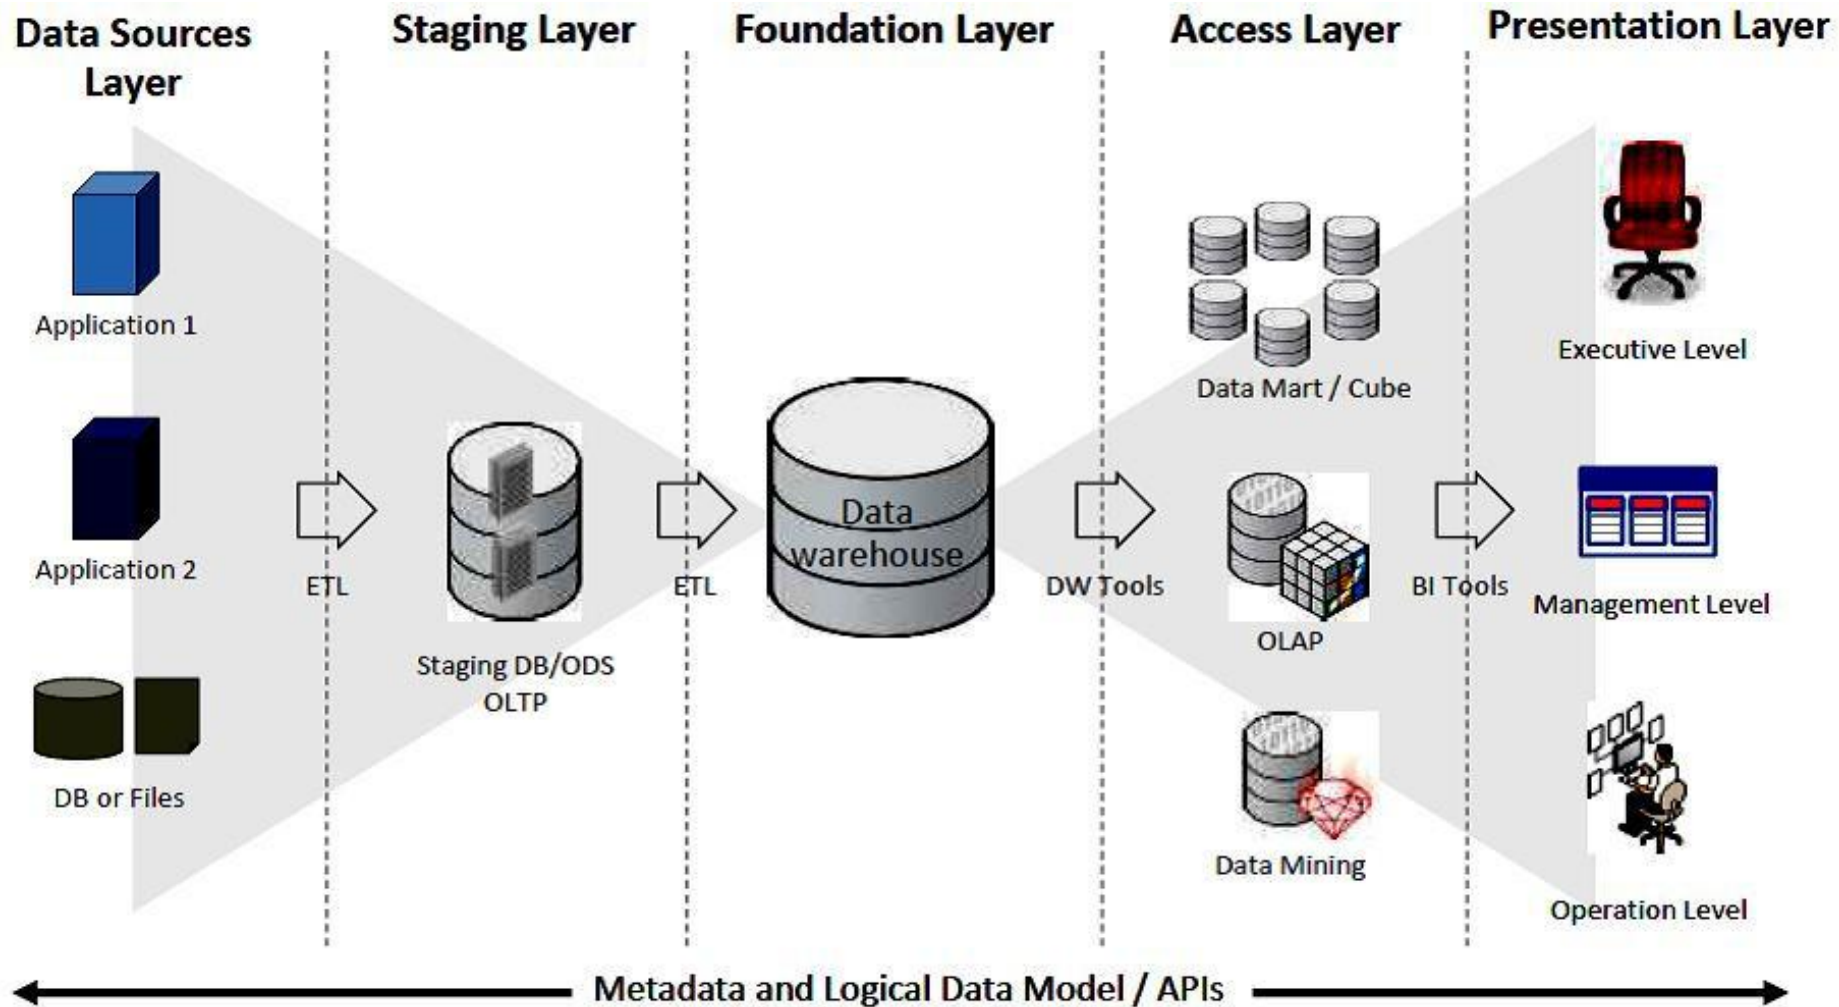 Data Sources
Layer
Staging Layer
Foundation Layer
Access Layer
Presentation Layer
Application 1
Application 2
DB or Files
ETL
Staging DB/ODS
OLTP
ETL
Data
warehouse
DW Tools
Data Mart / Cube
OLAP
Data Mining
BI Tools
Executive Level
Management Level
Operation Level
Metadata and Logical Data Model / APIs